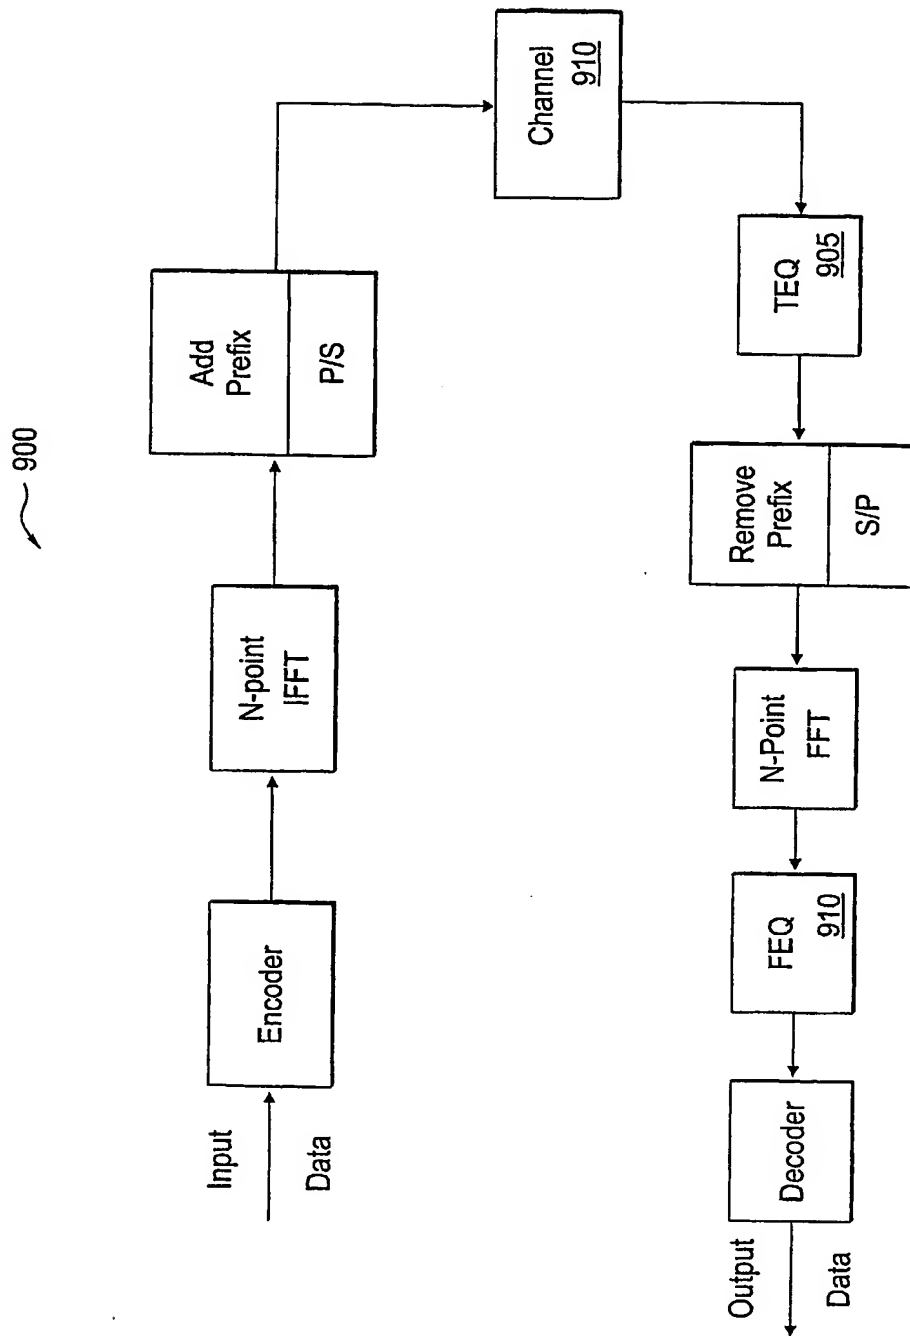 900
Input
Data
Encoder
N-point
IFFT
Add
Prefix
P/S
Channel
910
TEQ
905
Remove
Prefix
S/P
N-Point
FFT
FEQ
910
Decoder
Output
Data